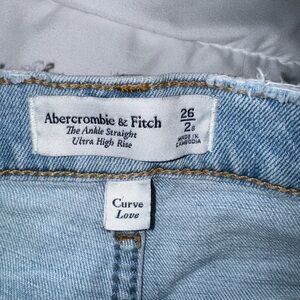 Abercrombie & Fitch
The Ankle Straight
Ultra High Rise
26
2s
MADE IN
CAMBODIA
Curve
Love